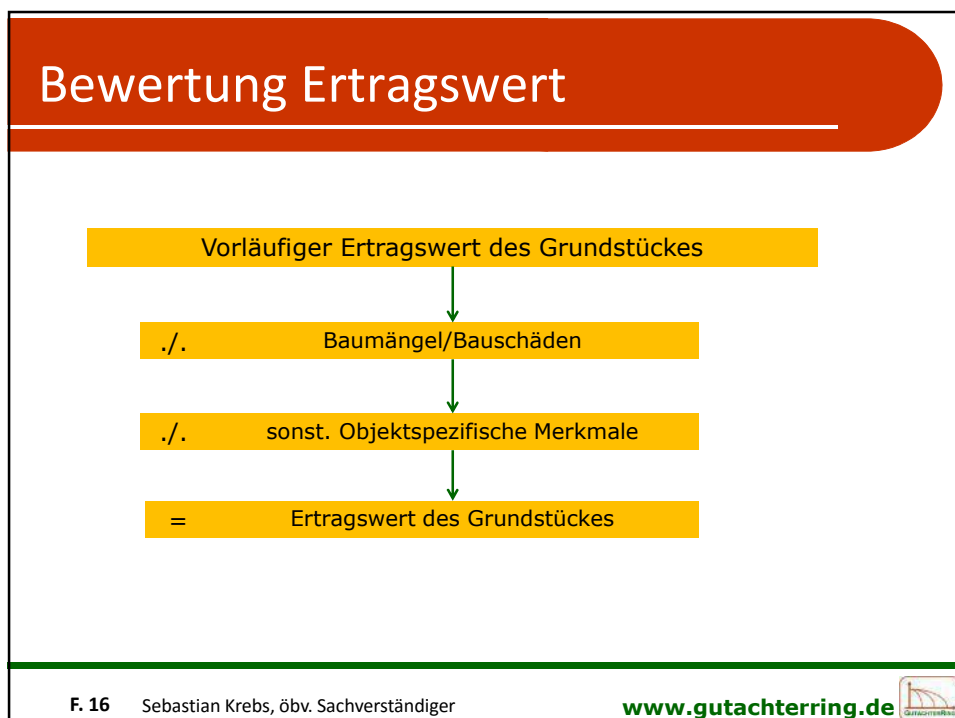 Bewertung Ertragswert
Vorläufiger Ertragswert des Grundstückes
./. Baumängel/Bauschäden
./. sonst. Objektspezifische Merkmale
= Ertragswert des Grundstückes
F. 16 Sebastian Krebs, öbv. Sachverständiger www.gutachterring.de
GUTACHTERRING